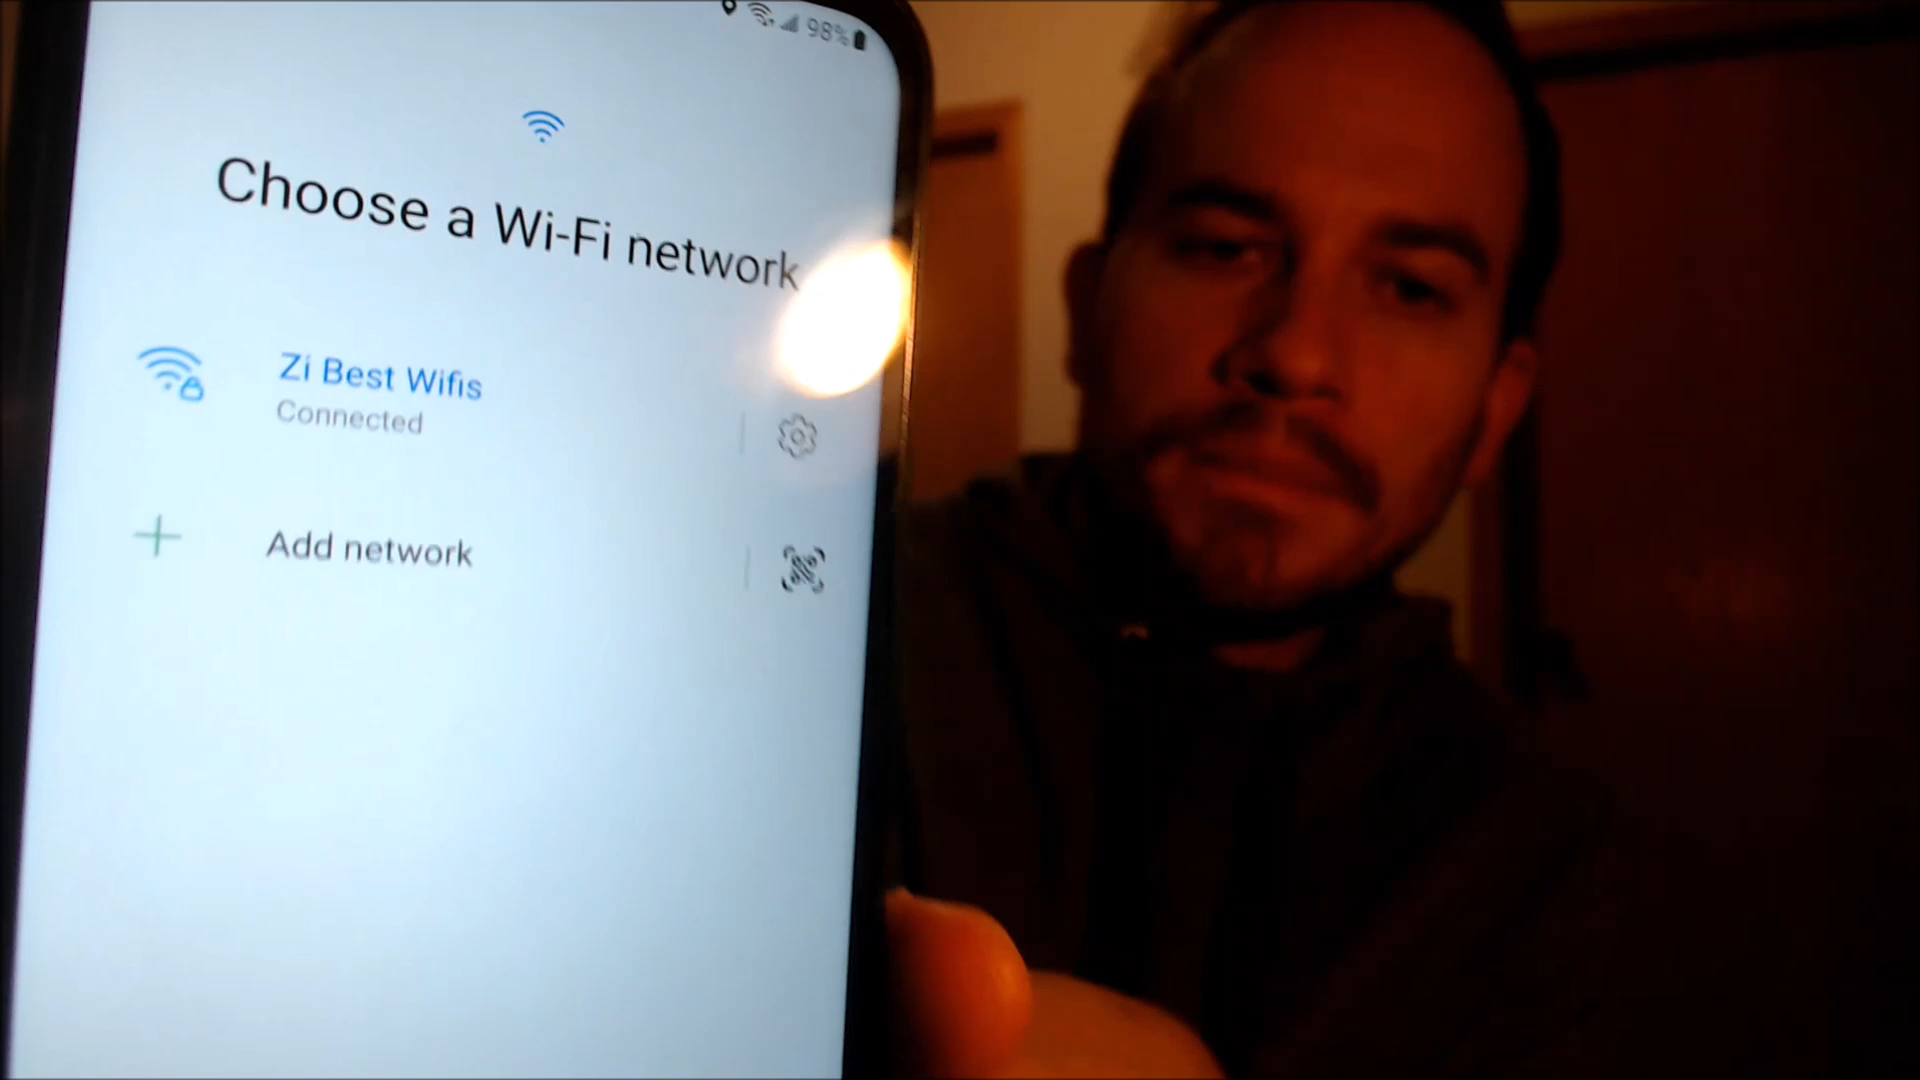 98%
Choose a Wi-Fi network
Zi Best Wifis
Connected
Add network